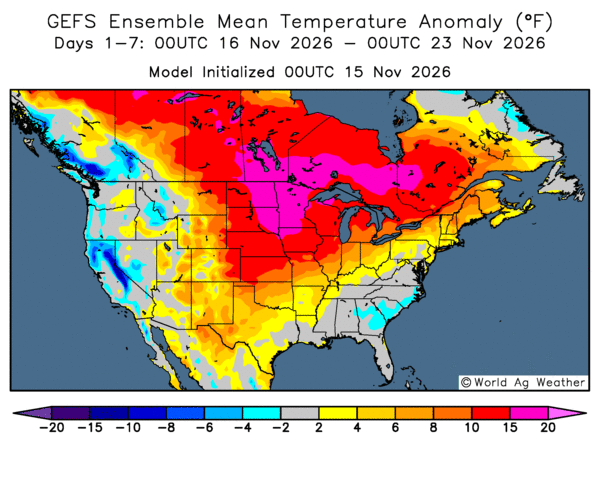 GEFS Ensemble Mean Temperature Anomaly (°F)
Days 1-7: 00UTC 16 Nov 2026 - 00UTC 23 Nov 2026
Model Initialized 00UTC 15 Nov 2026
©World Ag Weather
-20 -15 -10 -8 -6 -4 -2 2 4 6 8 10 15 20